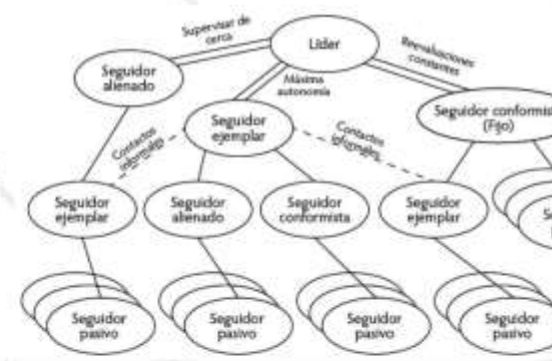 Supervisar de
cerca
Líder
Reevaluaciones
constantes
Seguidor
alienado
Máxima
autonomía
Seguidor
ejemplar
Seguidor conformis
(Fijo)
Contactos
informales
Contactos
informales
Seguidor
ejemplar
Seguidor
alienado
Seguidor
conformista
Seguidor
ejemplar
Seguidor
pasivo
Seguidor
pasivo
Seguidor
pasivo
Seguidor
pasivo